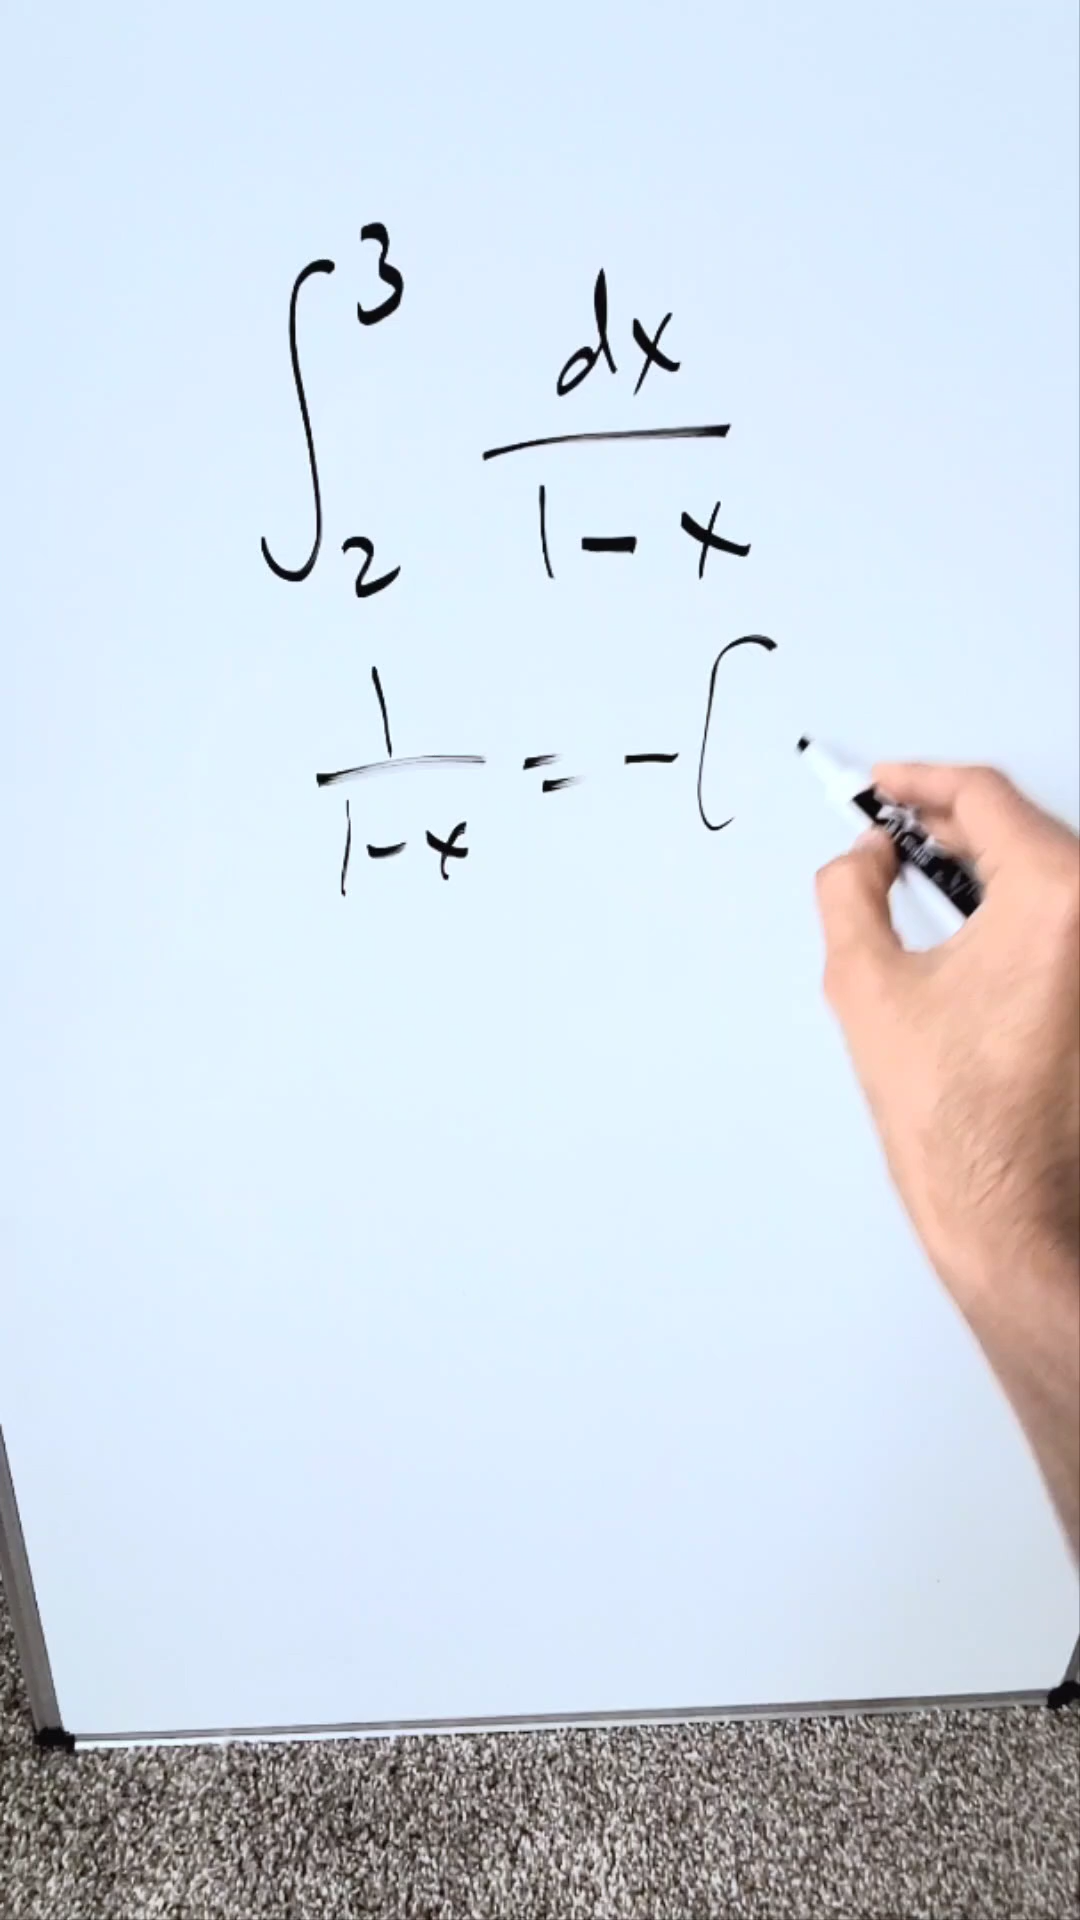 ∫₂³ dx/(1-x)
1/(1-x) = -(